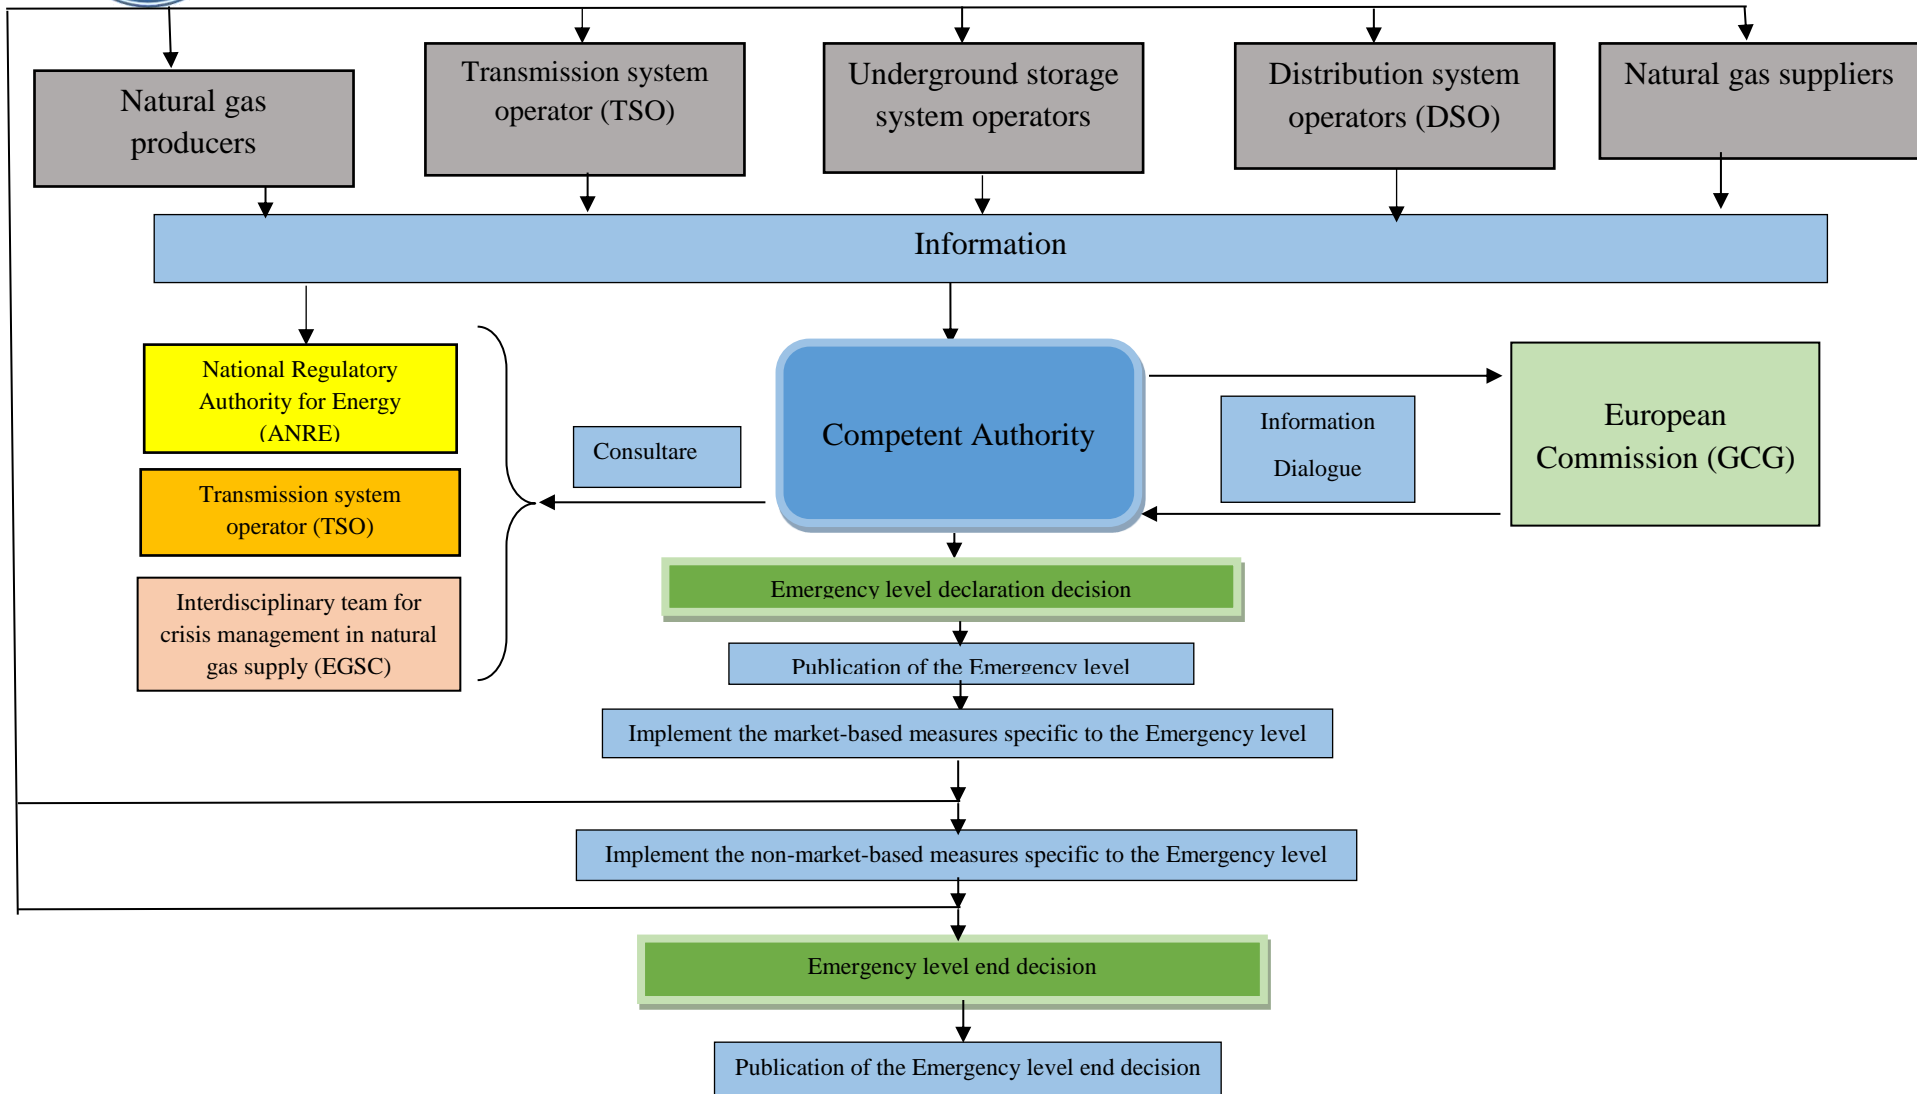 Natural gas
producers
Transmission system
operator (TSO)
Underground storage
system operators
Distribution system
operators (DSO)
Natural gas suppliers
Information
National Regulatory
Authority for Energy
(ANRE)
Transmission system
operator (TSO)
Interdisciplinary team for
crisis management in natural
gas supply (EGSC)
Consultare
Competent Authority
Information
Dialogue
European
Commission (GCG)
Emergency level declaration decision
Publication of the Emergency level
Implement the market-based measures specific to the Emergency level
Implement the non-market-based measures specific to the Emergency level
Emergency level end decision
Publication of the Emergency level end decision